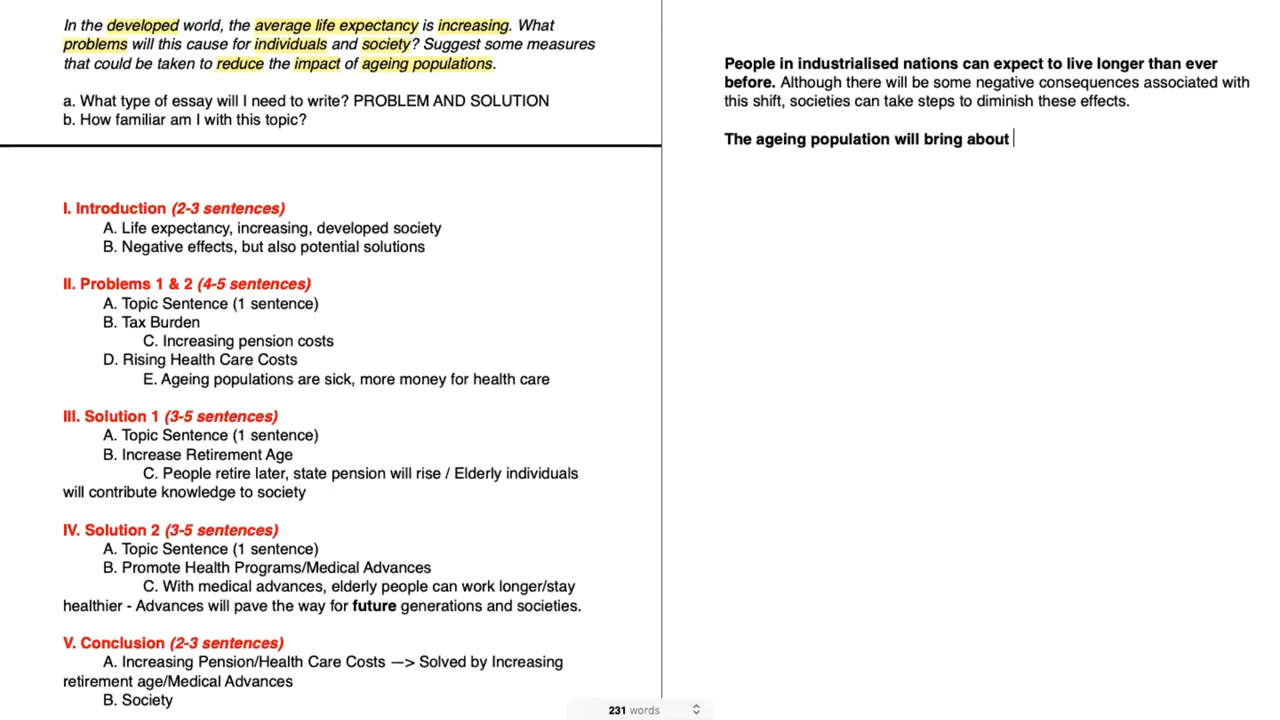 In the developed world, the average life expectancy is increasing. What
problems will this cause for individuals and society? Suggest some measures
that could be taken to reduce the impact of ageing populations.
a. What type of essay will I need to write? PROBLEM AND SOLUTION
b. How familiar am I with this topic?
I. Introduction (2-3 sentences)
A. Life expectancy, increasing, developed society
B. Negative effects, but also potential solutions
II. Problems 1 & 2 (4-5 sentences)
A. Topic Sentence (1 sentence)
B. Tax Burden
C. Increasing pension costs
D. Rising Health Care Costs
E. Ageing populations are sick, more money for health care
III. Solution 1 (3-5 sentences)
A. Topic Sentence (1 sentence)
B. Increase Retirement Age
C. People retire later, state pension will rise / Elderly individuals
will contribute knowledge to society
IV. Solution 2 (3-5 sentences)
A. Topic Sentence (1 sentence)
B. Promote Health Programs/Medical Advances
C. With medical advances, elderly people can work longer/stay
healthier - Advances will pave the way for future generations and societies.
V. Conclusion (2-3 sentences)
A. Increasing Pension/Health Care Costs —> Solved by Increasing
retirement age/Medical Advances
B. Society
People in industrialised nations can expect to live longer than ever
before. Although there will be some negative consequences associated with
this shift, societies can take steps to diminish these effects.
The ageing population will bring about
231 words